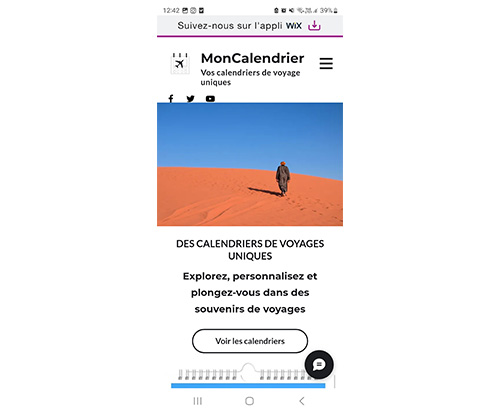 12:42
39%
Suivez-nous sur l'appli WiX
MonCalendrier
Vos calendriers de voyage
uniques
DES CALENDRIERS DE VOYAGES
UNIQUES
Explorez, personnalisez et
plongez-vous dans des
souvenirs de voyages
Voir les calendriers